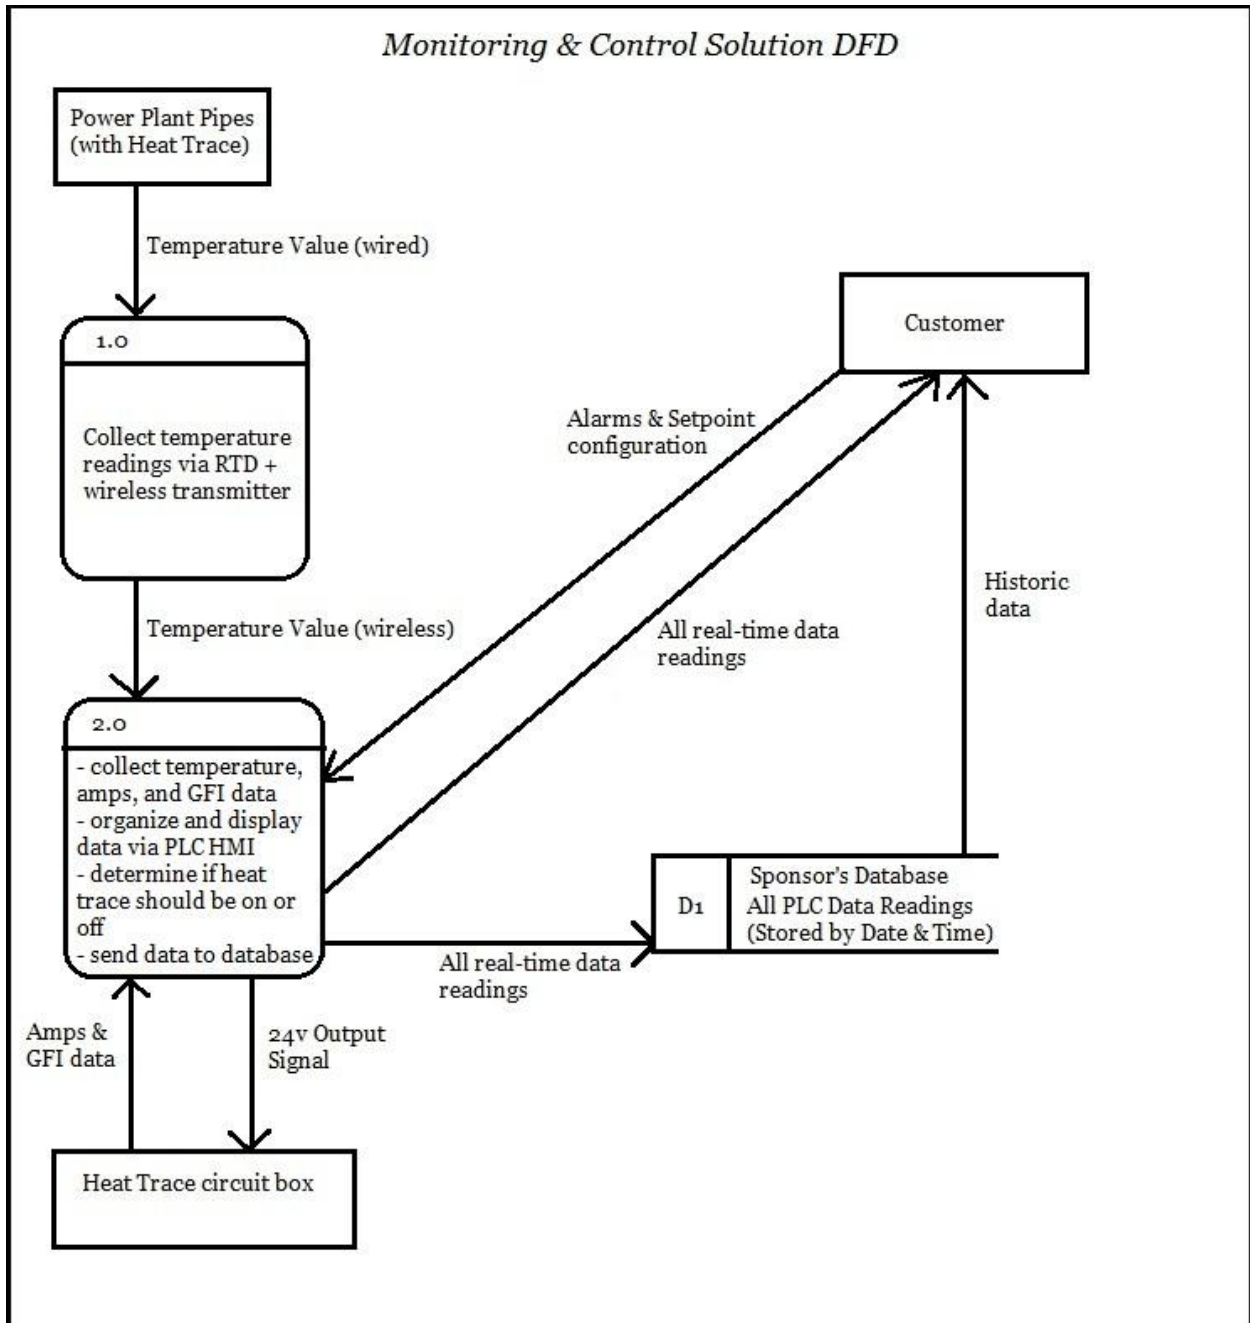 Monitoring & Control Solution DFD
Power Plant Pipes
(with Heat Trace)
Temperature Value (wired)
1.0
Collect temperature
readings via RTD +
wireless transmitter
Customer
Alarms & Setpoint
configuration
Historic
data
All real-time data
readings
Temperature Value (wireless)
2.0
- collect temperature,
amps, and GFI data
- organize and display
data via PLC HMI
- determine if heat
trace should be on or
off
- send data to database
D1
Sponsor's Database
All PLC Data Readings
(Stored by Date & Time)
All real-time data
readings
Amps &
GFI data
24v Output
Signal
Heat Trace circuit box